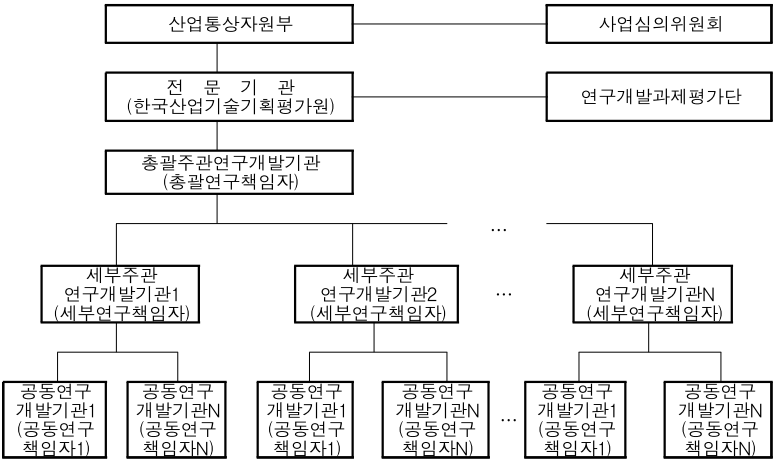 산업통상자원부
사업심의위원회
전 문 기 관
(한국산업기술기획평가원)
연구개발과제평가단
총괄주관연구개발기관
(총괄연구책임자)
...
세부주관
연구개발기관1
(세부연구책임자)
세부주관
연구개발기관2
(세부연구책임자)
...
세부주관
연구개발기관N
(세부연구책임자)
공동연구
개발기관1
(공동연구
책임자1)
공동연구
개발기관N
(공동연구
책임자N)
공동연구
개발기관1
(공동연구
책임자1)
공동연구
개발기관N
(공동연구
책임자N)
...
공동연구
개발기관1
(공동연구
책임자1)
공동연구
개발기관N
(공동연구
책임자N)